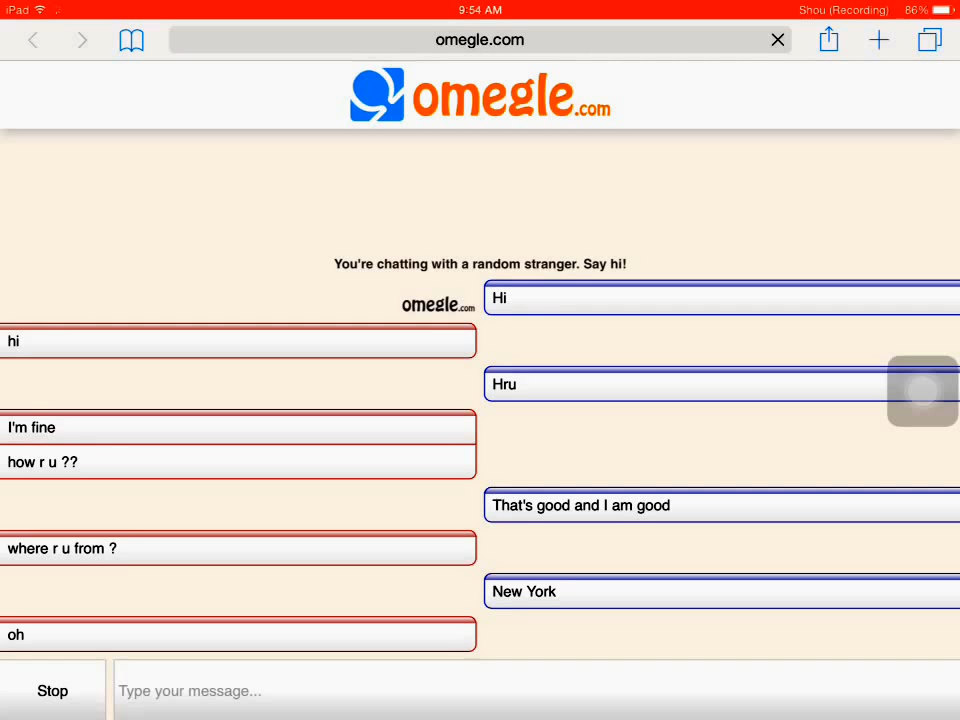 iPad 9:54 AM Shou (Recording) 86%
omegle.com
omegle.com
You're chatting with a random stranger. Say hi!
omegle.com
Hi
hi
Hru
I'm fine
how r u ??
That's good and I am good
where r u from ?
New York
oh
Stop Type your message...